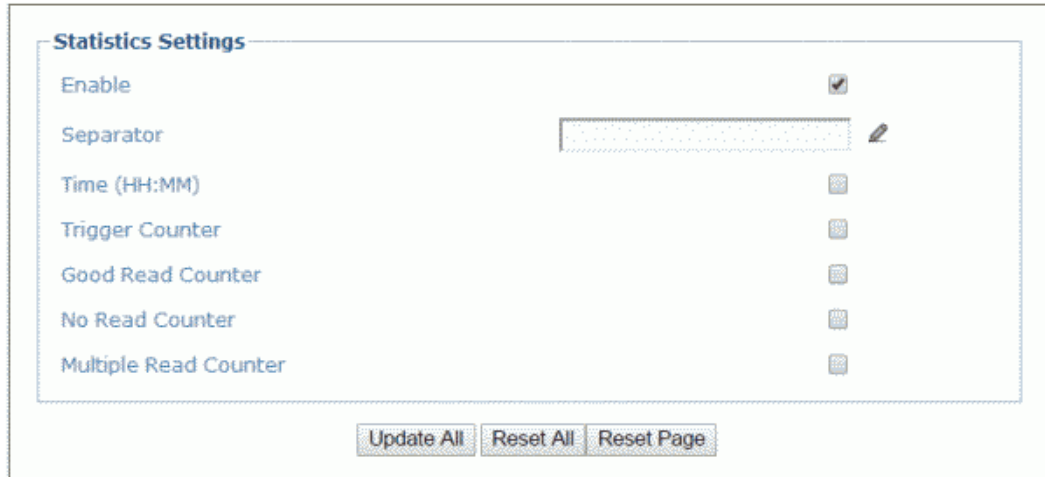 Statistics Settings
Enable
Separator
Time (HH:MM)
Trigger Counter
Good Read Counter
No Read Counter
Multiple Read Counter
Update All Reset All Reset Page